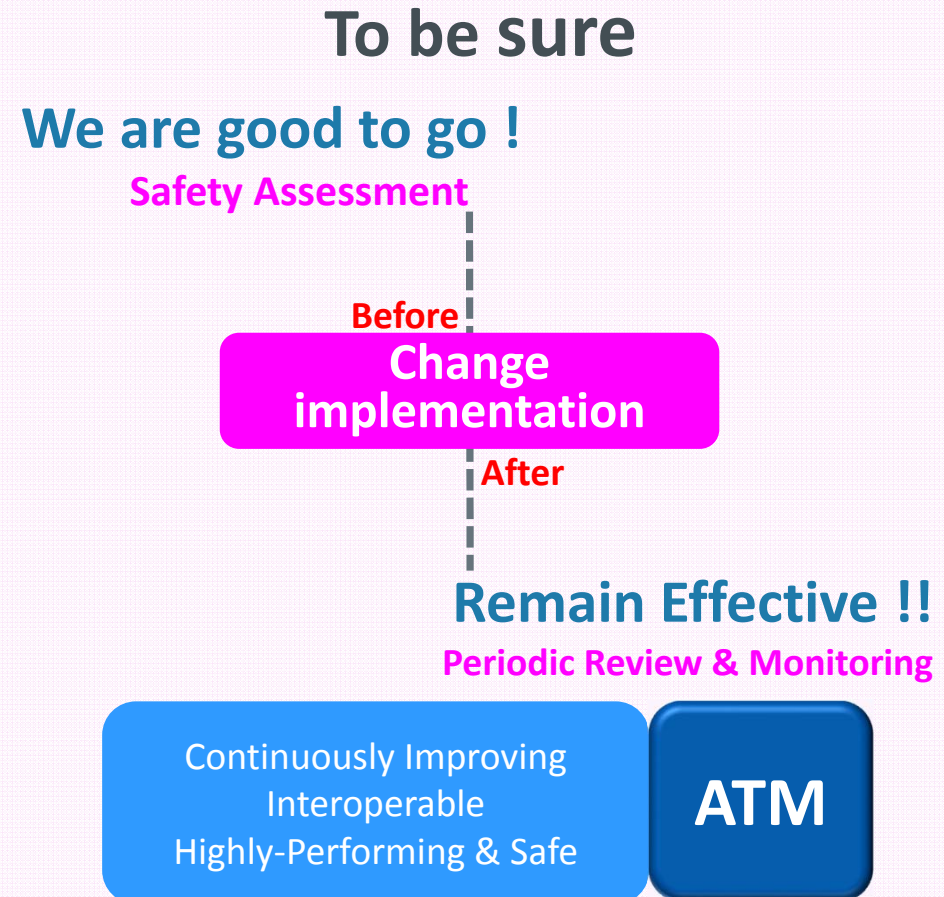 To be sure
We are good to go !
Safety Assessment
Before
Change
implementation
After
Remain Effective !!
Periodic Review & Monitoring
Continuously Improving
Interoperable
Highly-Performing & Safe
ATM